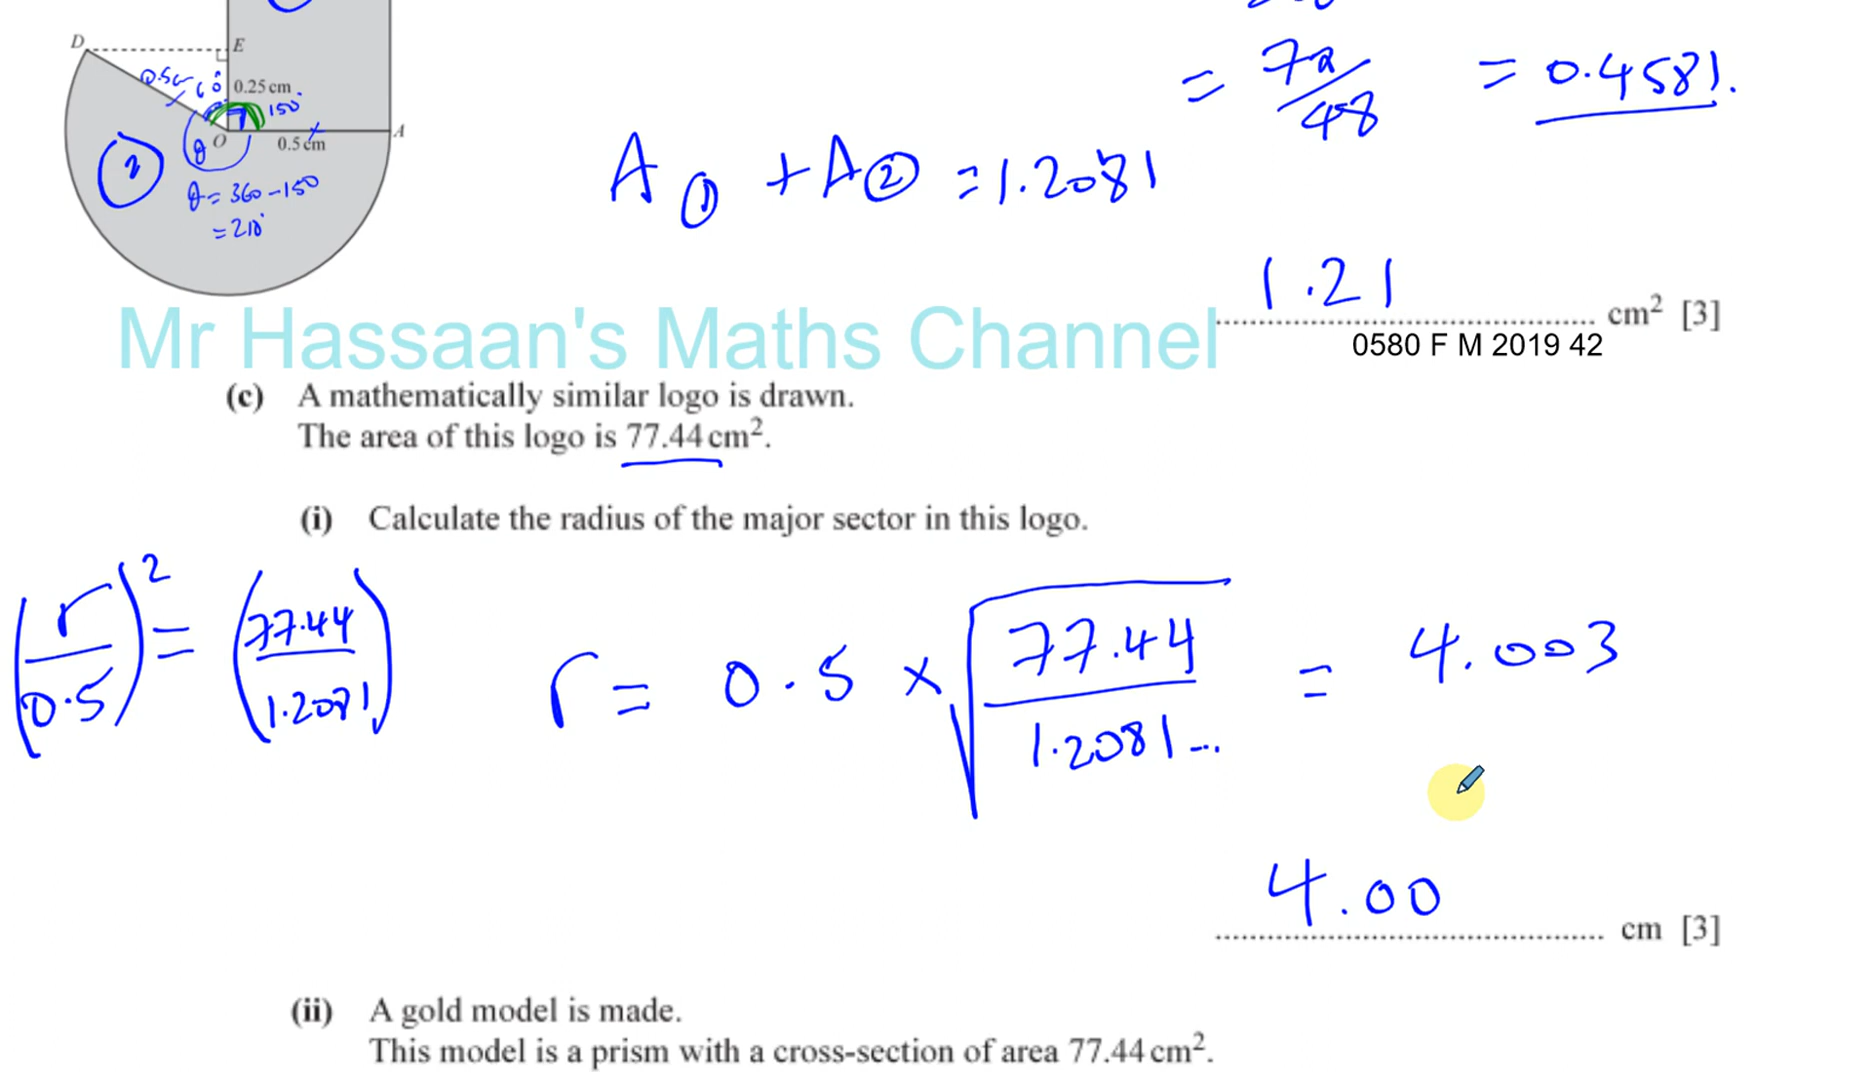 = 7π/48 = 0.4581.
D
E
0.5cm 60°
0.25 cm
150°
O
0.5 cm
A
θ
2
θ = 360 - 150
= 210°
A① + A② = 1.2081
1.21
cm² [3]
Mr Hassaan's Maths Channel
0580 F M 2019 42
(c) A mathematically similar logo is drawn.
The area of this logo is 77.44 cm².
(i) Calculate the radius of the major sector in this logo.
(r/0.5)² = (77.44/1.2081) r = 0.5 × √(77.44/1.2081...) = 4.003
4.00
cm [3]
(ii) A gold model is made.
This model is a prism with a cross-section of area 77.44 cm².